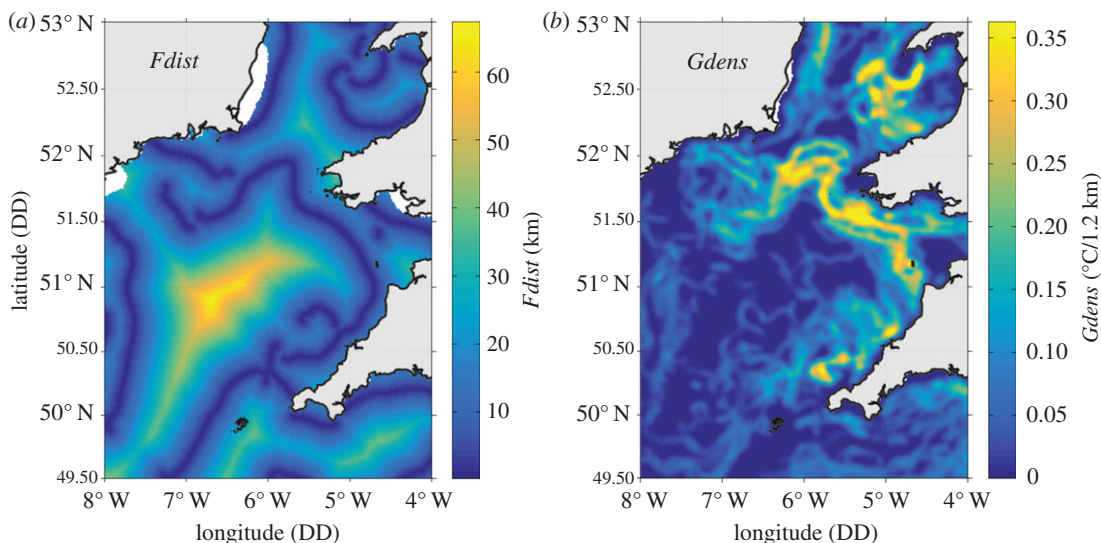 (a) 53° N
52.50
52° N
51.50
51° N
50.50
50° N
49.50
8° W 7° W 6° W 5° W 4° W
longitude (DD)
latitude (DD)
Fdist
60
50
40
30
20
10
Fdist (km)
(b) 53° N
52.50
52° N
51.50
51° N
50.50
50° N
49.50
8° W 7° W 6° W 5° W 4° W
longitude (DD)
Gdens
0.35
0.30
0.25
0.20
0.15
0.10
0.05
0
Gdens (°C/1.2 km)